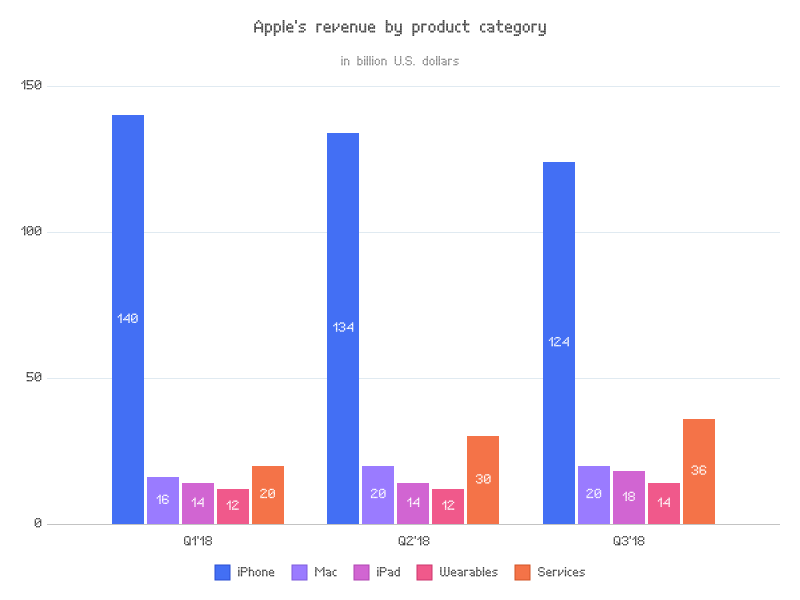 Apple's revenue by product category
in billion U.S. dollars
150
100
50
0
140
16
14
12
20
134
20
14
12
30
124
20
18
14
36
Q1'18
Q2'18
Q3'18
iPhone
Mac
iPad
Wearables
Services